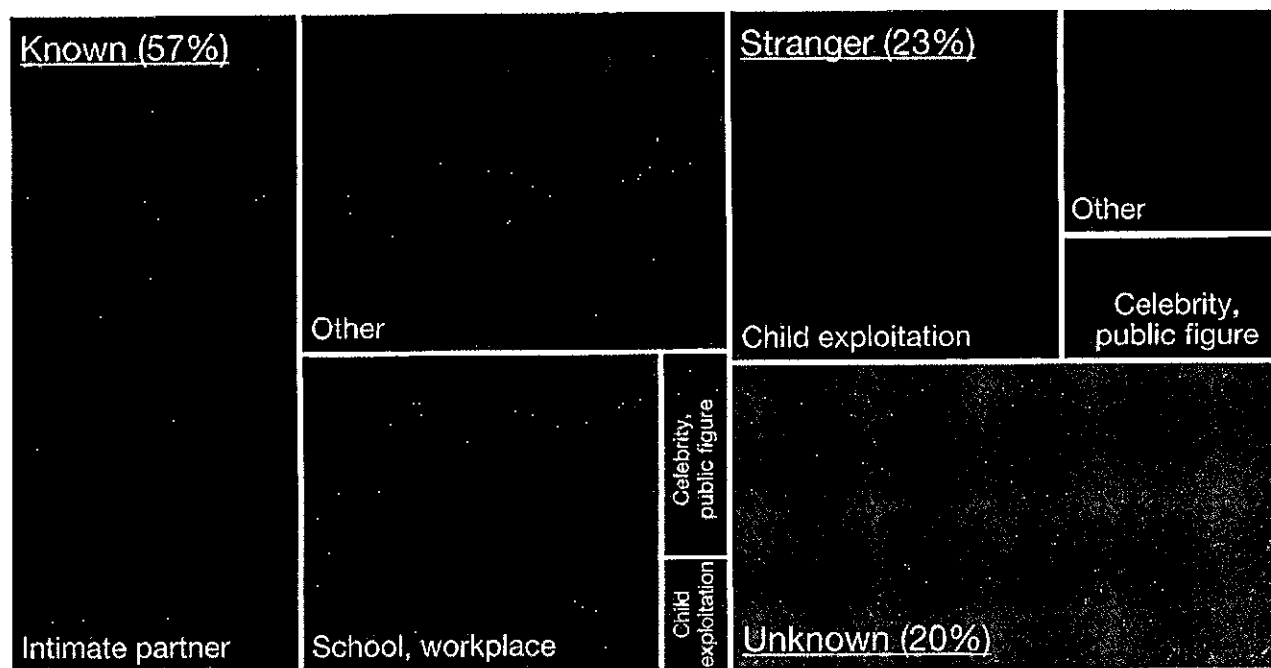 Known (57%)
Intimate partner
Other
School, workplace
Celebrity,
public figure
Child
exploitation
Stranger (23%)
Child exploitation
Other
Celebrity,
public figure
Unknown (20%)